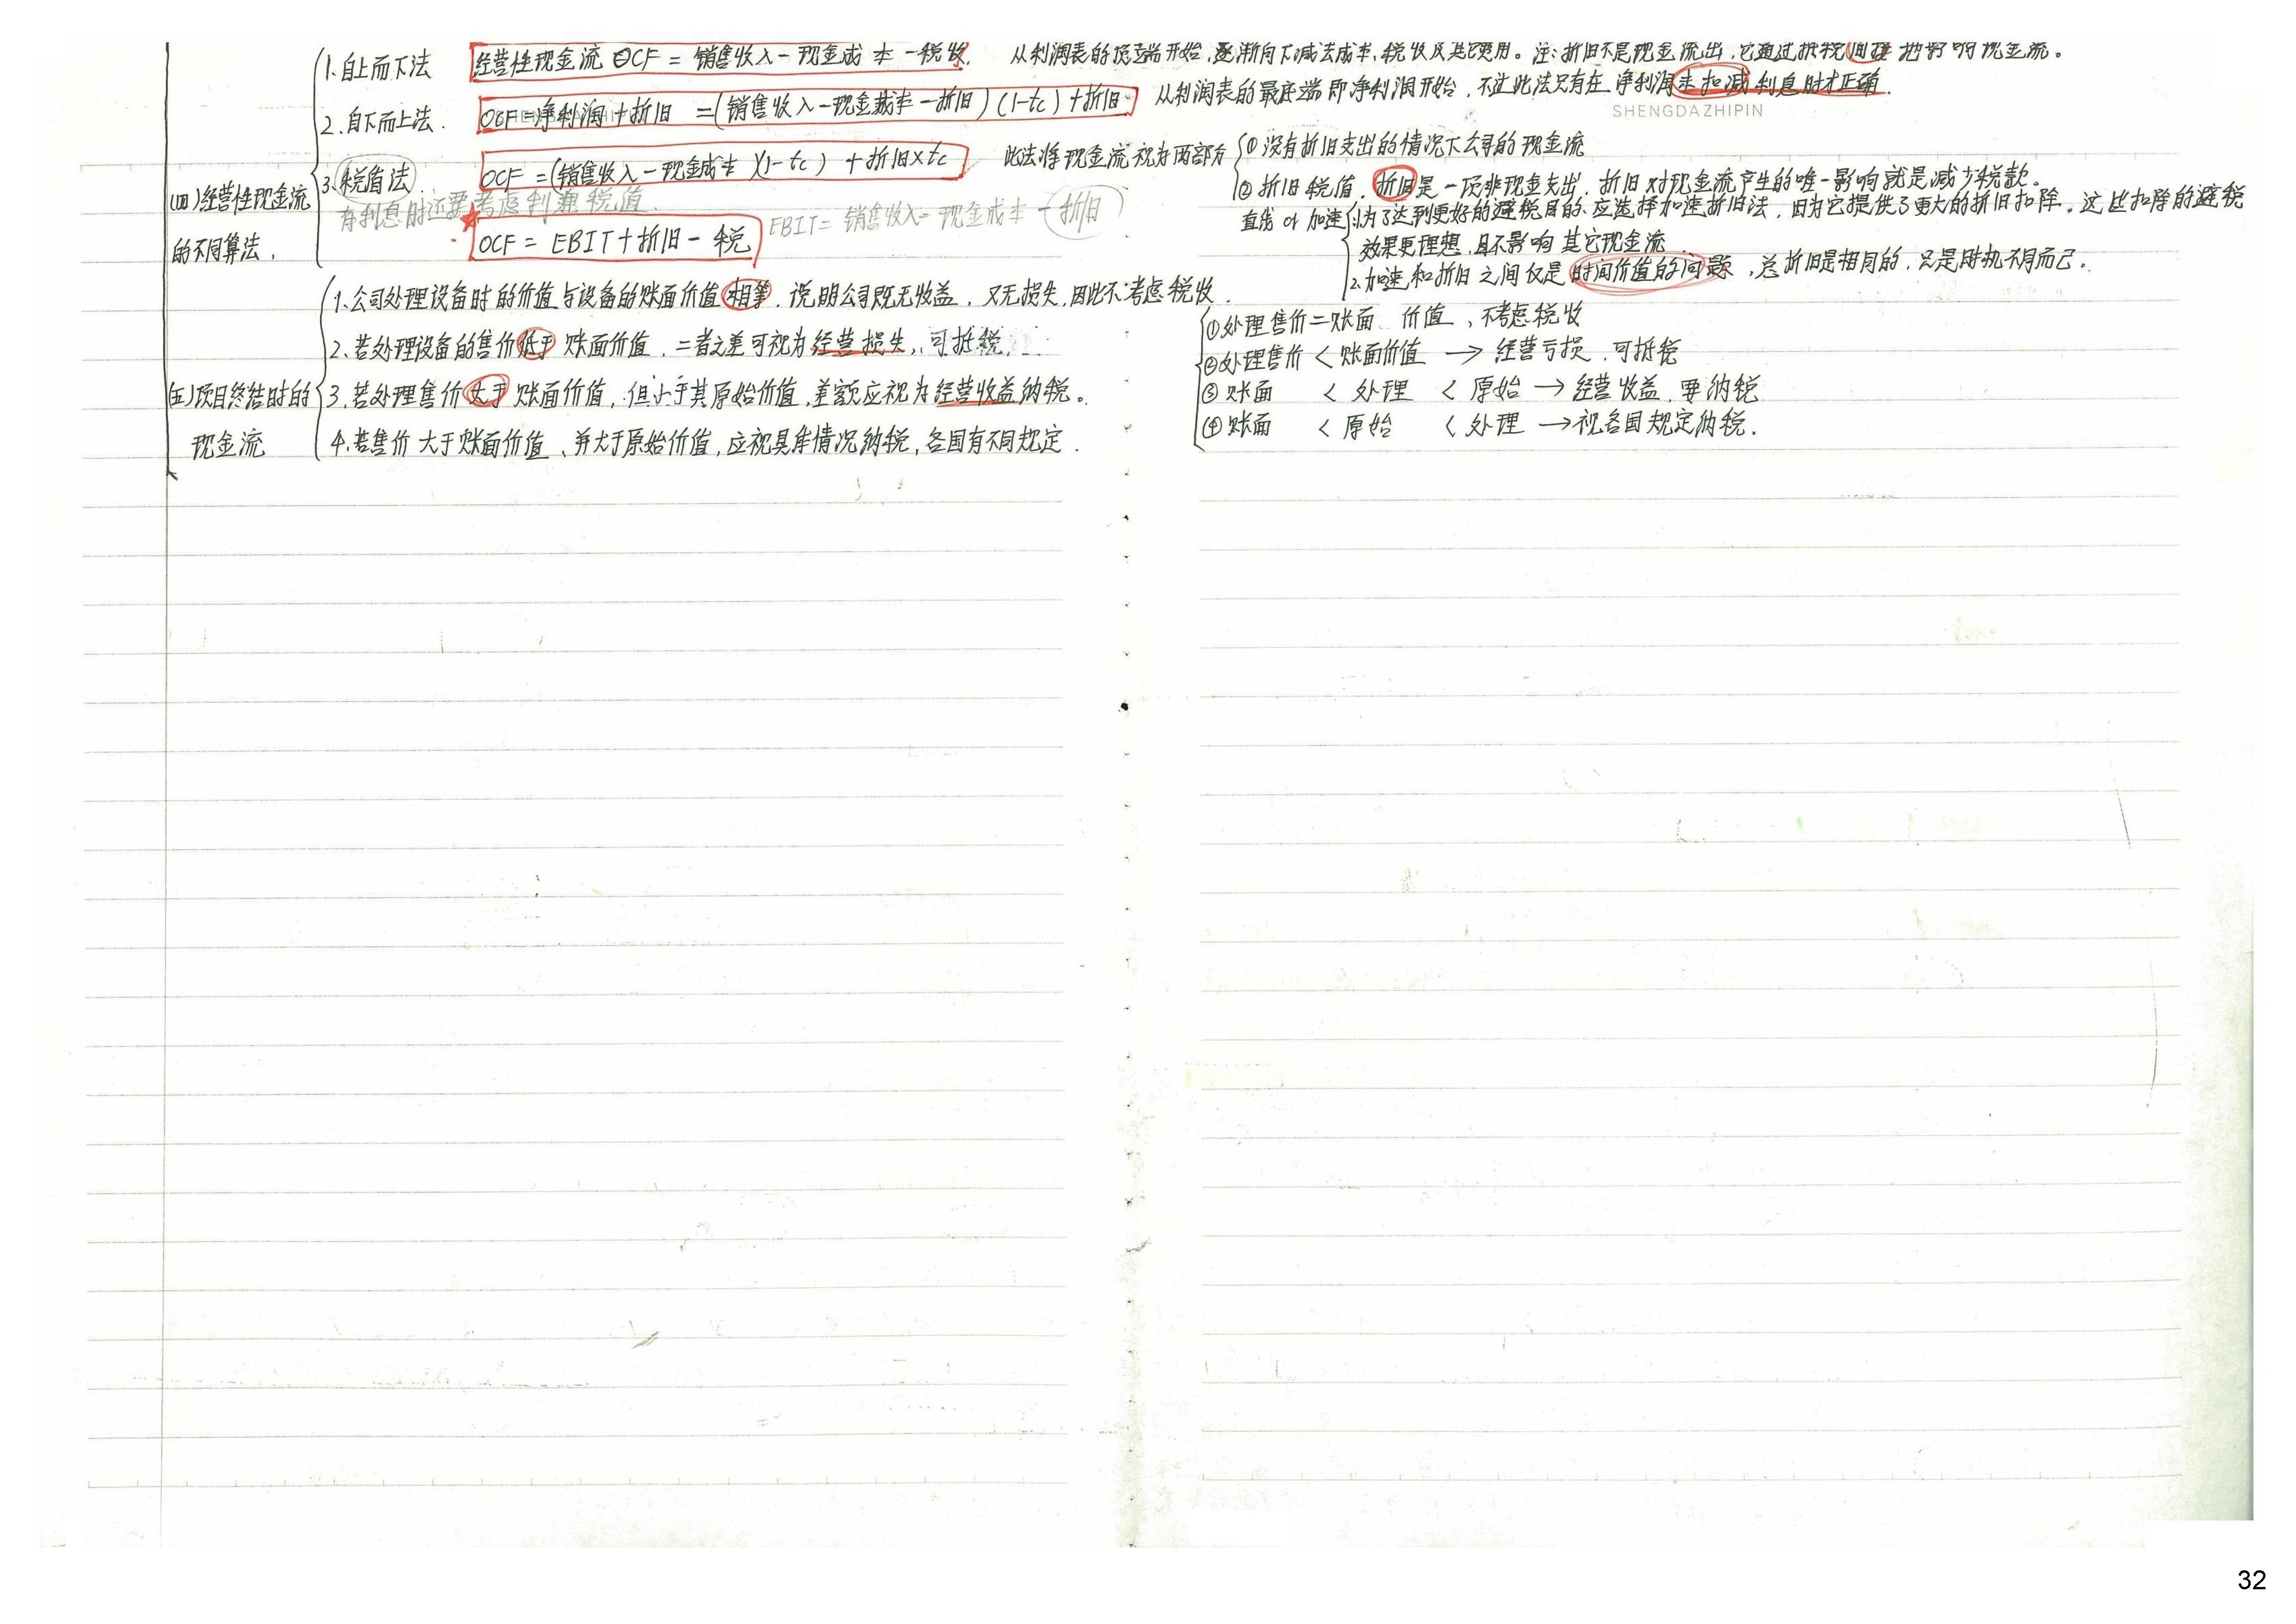 1.自上而下法 经营性现金流 OCF = 销售收入－现金成本－税收. 从利润表的顶端开始,逐渐向下减去成本,税收及其它费用。注:折旧不是现金流出,它通过抵税间接地影响现金流。
2.自下而上法. OCF=净利润+折旧 =(销售收入－现金成本－折旧)(1-tc)+折旧 从利润表的最底端即净利润开始,不过此法只有在净利润未扣减利息时才正确.
SHENGDAZHIPIN
3.税盾法. OCF =(销售收入－现金成本)(1-tc) + 折旧×tc 此法将现金流视为两部分
①没有折旧支出的情况下公司的现金流
②折旧税值.折旧是一项非现金支出,折旧对现金流产生的唯一影响就是减少税款。
(四)经营性现金流的不同算法.
有利息时还要考虑利息税值.
OCF = EBIT+折旧－税
EBIT= 销售收入－现金成本－折旧
直线 or 加速
1.为了达到更好的避税目的,应选择加速折旧法,因为它提供了更大的折旧扣除,这些扣除的避税
效果更理想,且不影响其它现金流.
2.加速和折旧之间仅是时间价值的问题,总折旧是相同的,只是时机不同而已.
(五)项目终结时的
现金流
1.公司处理设备时的价值与设备的账面价值相等.说明公司既无收益,又无损失,因此不考虑税收.
2.若处理设备的售价低于账面价值,二者之差可视为经营损失,可抵税.
3.若处理售价大于账面价值,但小于其原始价值,差额应视为经营收益纳税。
4.若售价大于账面价值、并大于原始价值,应视具体情况纳税,各国有不同规定.
①处理售价=账面价值、不考虑税收
②处理售价 < 账面价值 → 经营亏损.可抵税
③账面 < 处理 < 原始 → 经营收益.要纳税
④账面 < 原始 < 处理 → 视各国规定纳税.
32